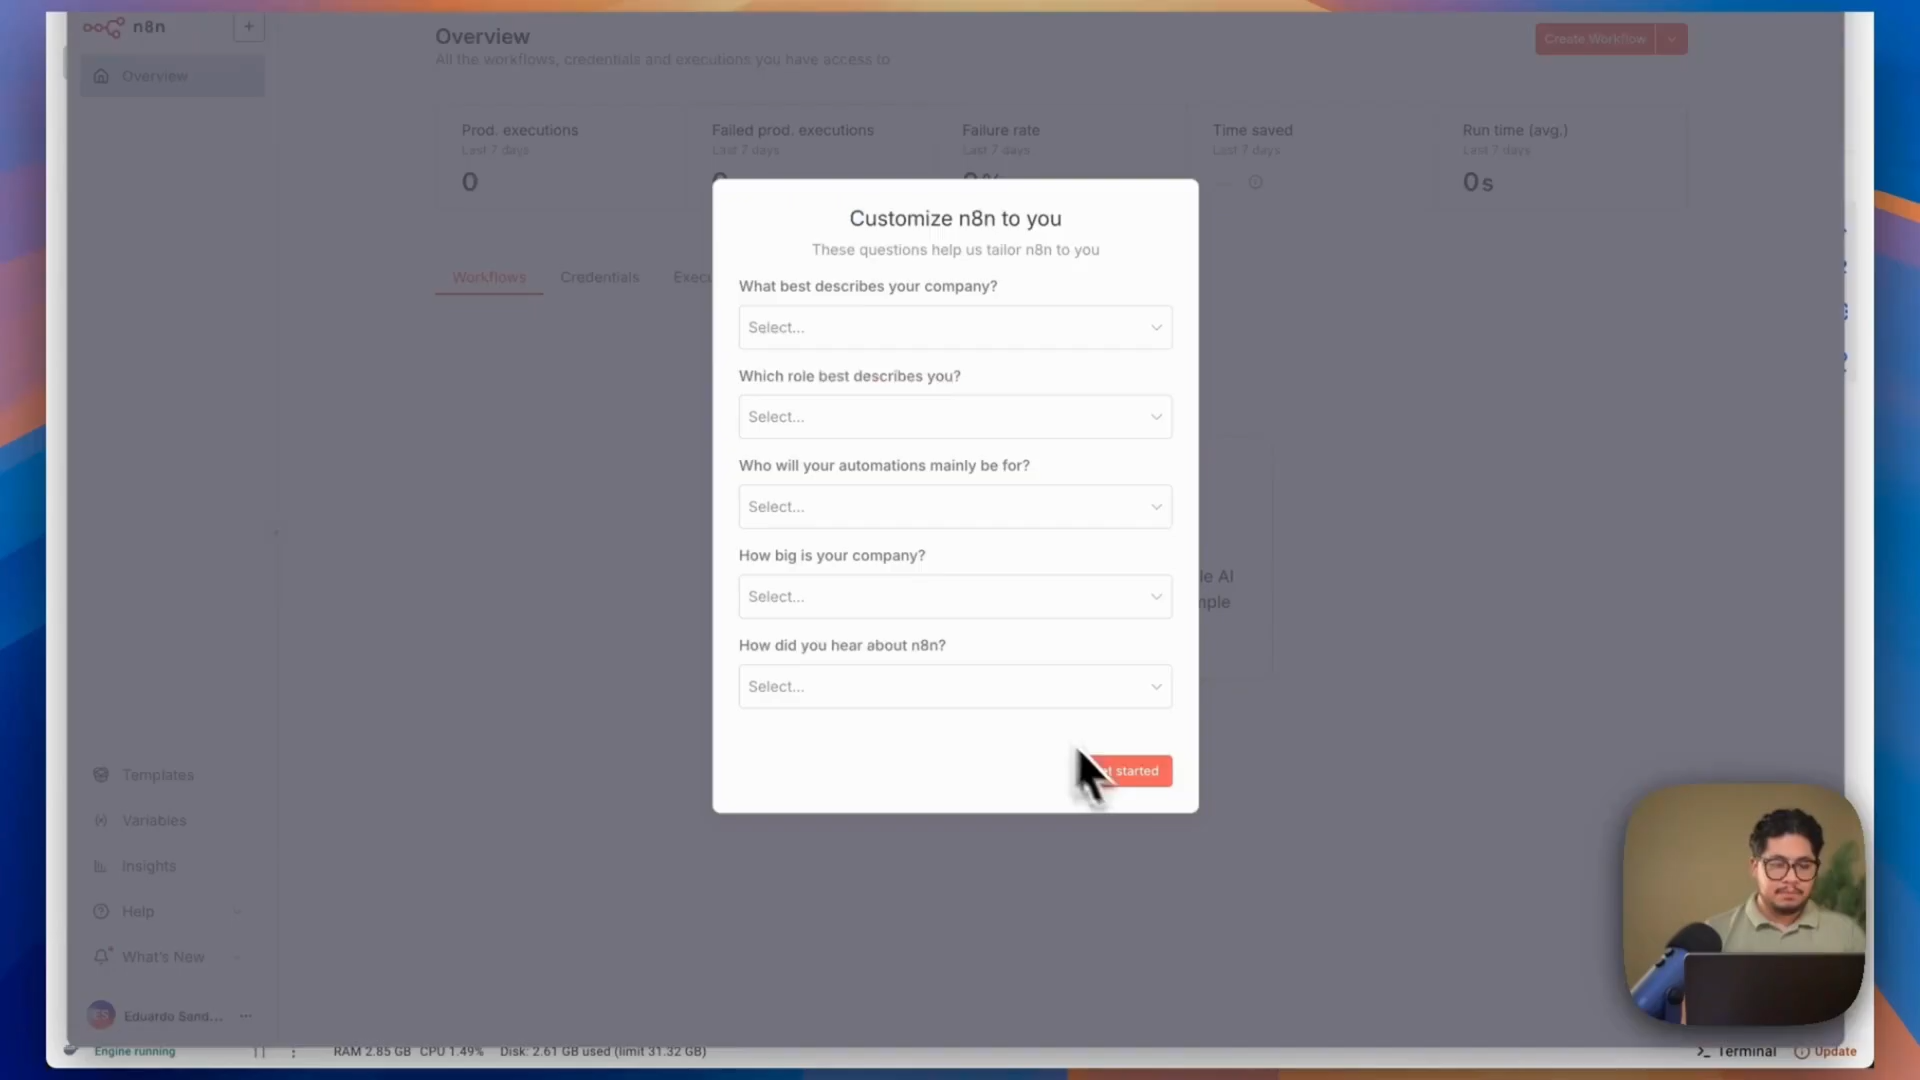 n8n
+
Overview
Create Workflow
All the workflows, credentials and executions you have access to
Overview
Prod. executions
Last 7 days
0
Failed prod. executions
Last 7 days
Failure rate
Last 7 days
Time saved
Last 7 days
Run time (avg.)
Last 7 days
0s
Workflows
Credentials
Customize n8n to you
These questions help us tailor n8n to you
What best describes your company?
Select...
Which role best describes you?
Select...
Who will your automations mainly be for?
Select...
How big is your company?
Select...
How did you hear about n8n?
Select...
started
AI
Templates
Variables
Insights
Help
What's New
ES
Eduardo Sand...
Engine running
RAM 2.85 GB CPU 1.49% Disk: 2.61 GB used (limit 31.32 GB)
Terminal
Update